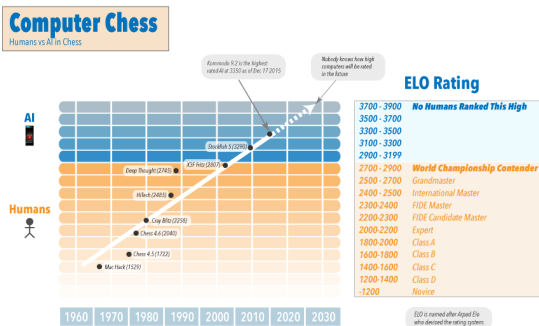 Computer Chess
Humans vs AI in Chess
Kommodo 9.2 is the highest
rated AI at 3350 as of Dec 17 2015
Nobody knows how high
computers will be rated
in the future
ELO Rating
AI
Humans
3700 - 3900 No Humans Ranked This High
3500 - 3700
3300 - 3500
3100 - 3300
2900 - 3199
2700 - 2900 World Championship Contender
2500 - 2700 Grandmaster
2400 - 2500 International Master
2300-2400 FIDE Master
2200-2300 FIDE Candidate Master
2000-2200 Expert
1800-2000 Class A
1600-1800 Class B
1400-1600 Class C
1200-1400 Class D
-1200 Novice
Stockfish 5 (3290)
X3F Fritz (2807)
Deep Thought (2745)
HiTech (2485)
Cray Blitz (2258)
Chess 4.6 (2040)
Chess 4.5 (1722)
Mac Hack (1529)
1960 1970 1980 1990 2000 2010 2020 2030
ELO is named after Arpad Elo
who devised the rating system.